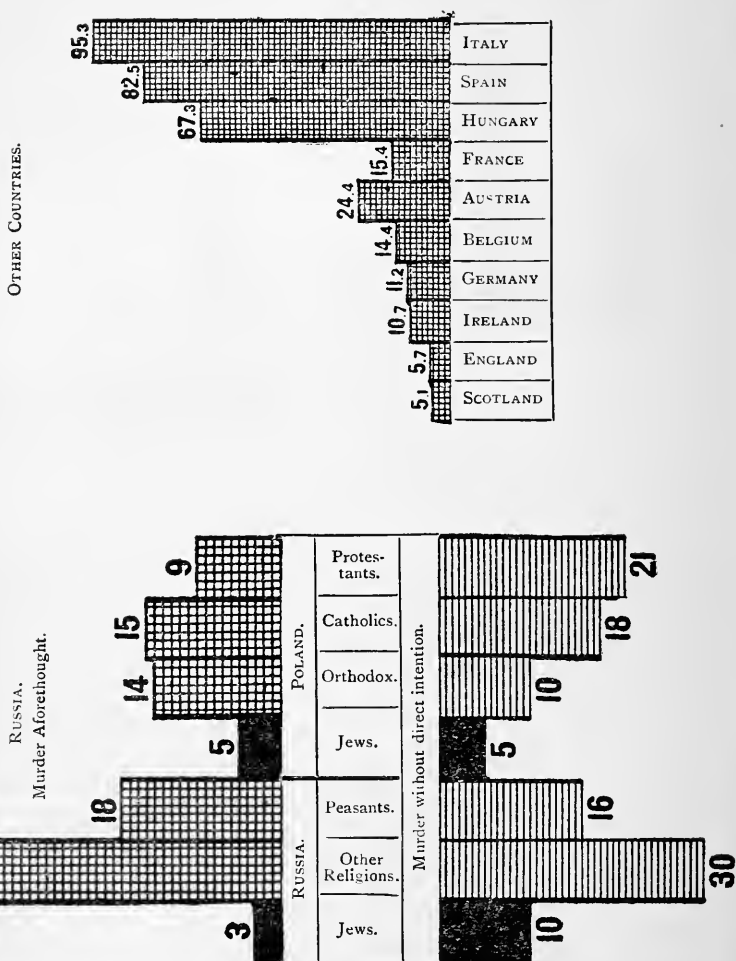 RUSSIA.
Murder Aforethought.
3
18
5
14
15
9
RUSSIA.
POLAND.
Jews.
Other
Religions.
Peasants.
Jews.
Orthodox.
Catholics.
Protes-
tants.
Murder without direct intention.
10
30
16
5
10
18
21
OTHER COUNTRIES.
5.1
5.7
10.7
11.2
14.4
24.4
15.4
67.3
82.5
95.3
SCOTLAND
ENGLAND
IRELAND
GERMANY
BELGIUM
AUSTRIA
FRANCE
HUNGARY
SPAIN
ITALY